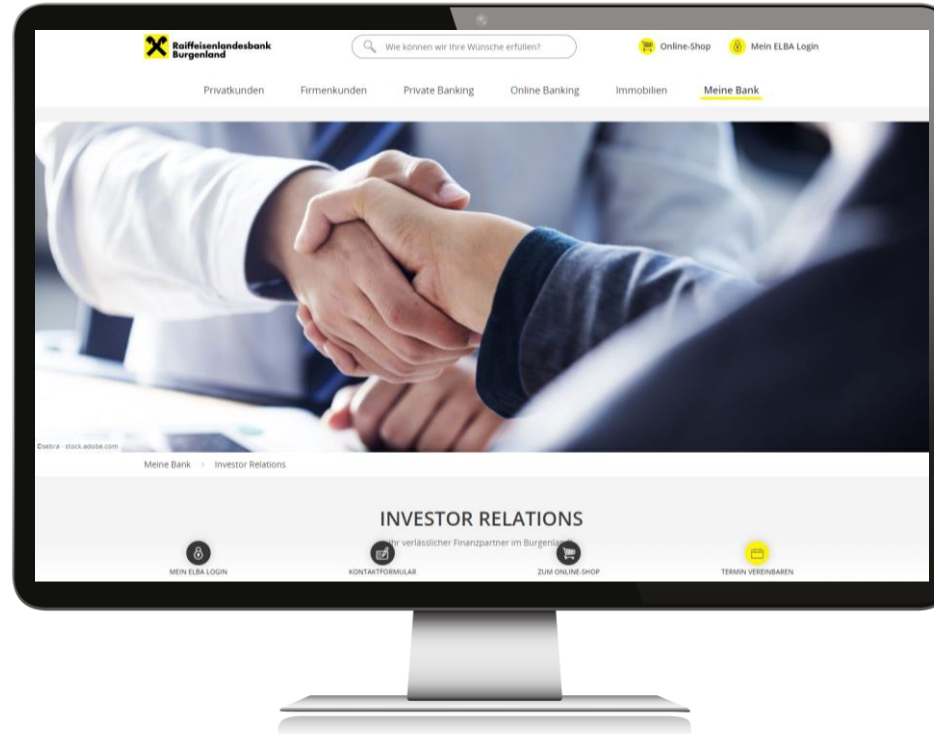 Raiffeisenlandesbank
Burgenland
Wie können wir Ihre Wünsche erfüllen?
Online-Shop
Mein ELBA Login
Privatkunden Firmenkunden Private Banking Online Banking Immobilien Meine Bank
©sebra - stock.adobe.com
Meine Bank › Investor Relations
INVESTOR RELATIONS
Ihr verlässlicher Finanzpartner im Burgenland
MEIN ELBA LOGIN KONTAKTFORMULAR ZUM ONLINE-SHOP TERMIN VEREINBAREN